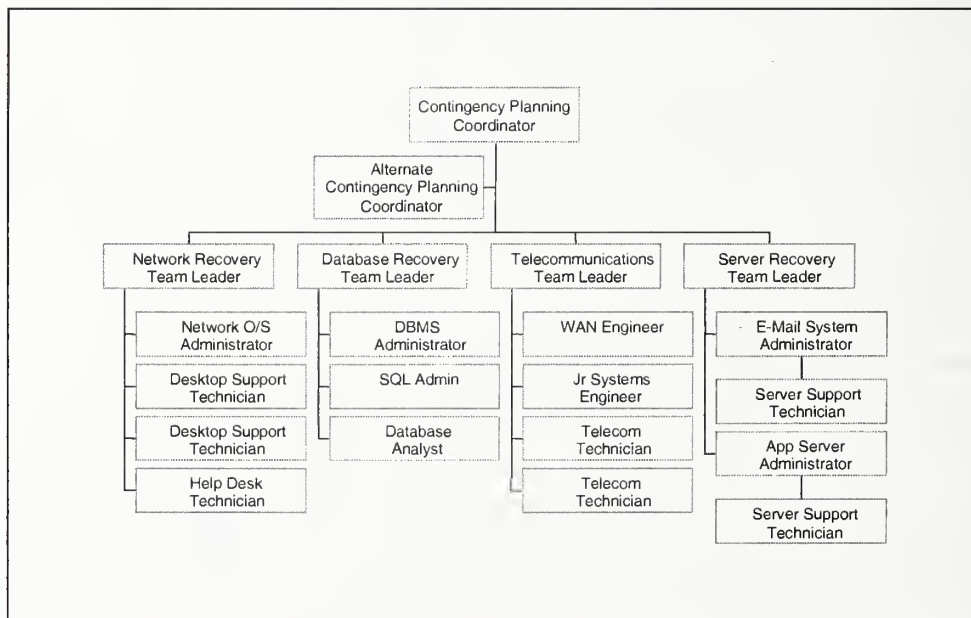 Contingency Planning
Coordinator
Alternate
Contingency Planning
Coordinator
Network Recovery
Team Leader
Database Recovery
Team Leader
Telecommunications
Team Leader
Server Recovery
Team Leader
Network O/S
Administrator
Desktop Support
Technician
Desktop Support
Technician
Help Desk
Technician
DBMS
Administrator
SQL Admin
Database
Analyst
WAN Engineer
Jr Systems
Engineer
Telecom
Technician
Telecom
Technician
E-Mail System
Administrator
Server Support
Technician
App Server
Administrator
Server Support
Technician